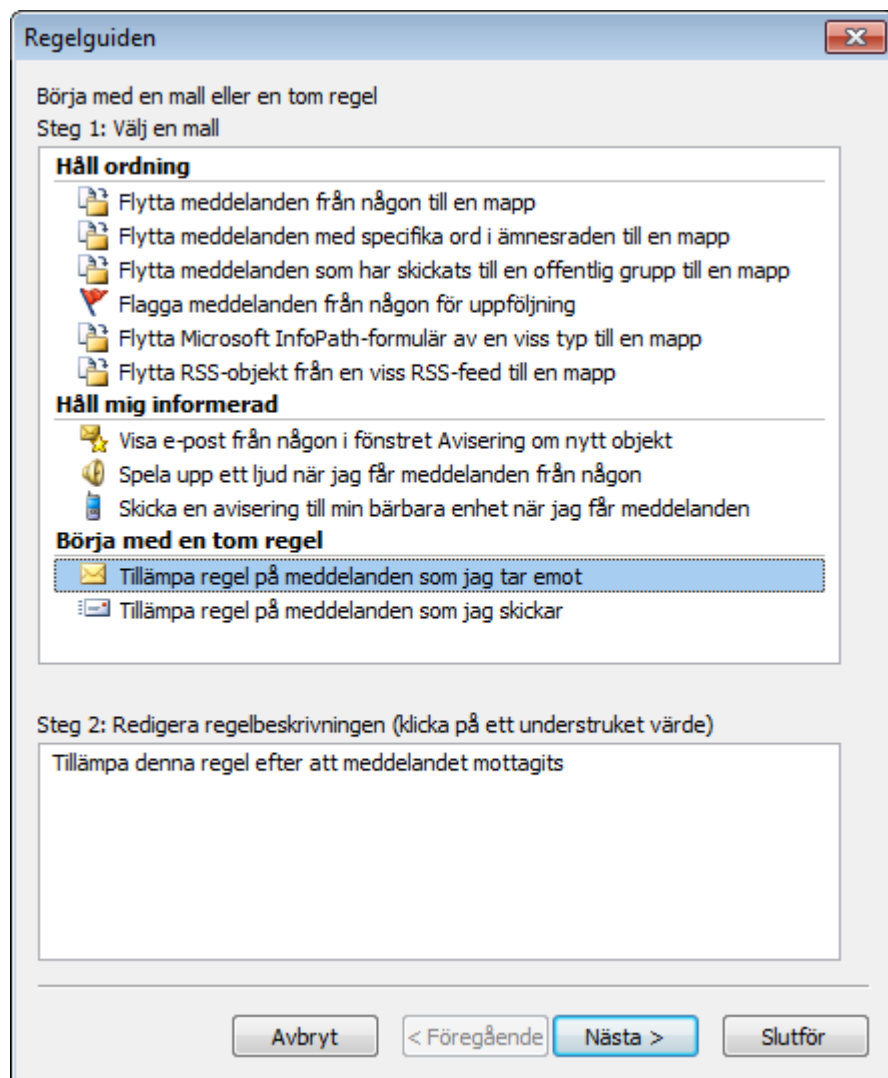 Regelguiden
Börja med en mall eller en tom regel
Steg 1: Välj en mall
Håll ordning
Flytta meddelanden från någon till en mapp
Flytta meddelanden med specifika ord i ämnesraden till en mapp
Flytta meddelanden som har skickats till en offentlig grupp till en mapp
Flagga meddelanden från någon för uppföljning
Flytta Microsoft InfoPath-formulär av en viss typ till en mapp
Flytta RSS-objekt från en viss RSS-feed till en mapp
Håll mig informerad
Visa e-post från någon i fönstret Avisering om nytt objekt
Spela upp ett ljud när jag får meddelanden från någon
Skicka en avisering till min bärbara enhet när jag får meddelanden
Börja med en tom regel
Tillämpa regel på meddelanden som jag tar emot
Tillämpa regel på meddelanden som jag skickar
Steg 2: Redigera regelbeskrivningen (klicka på ett understruket värde)
Tillämpa denna regel efter att meddelandet mottagits
Avbryt < Föregående Nästa > Slutför